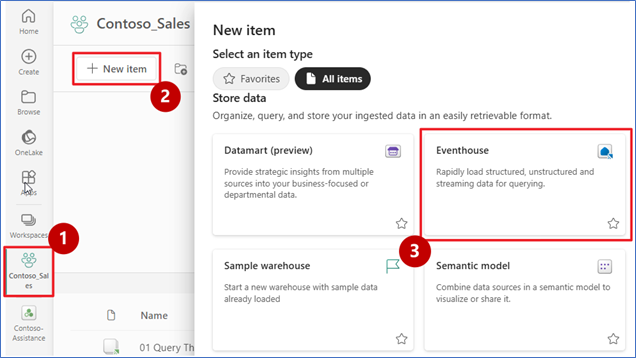 Home
Create
Browse
OneLake
Apps
Workspaces
1
Contoso_Sal
es
Contoso-
Assistance
Contoso_Sales
+ New item
2
Name
01 Query Th
New item
Select an item type
Favorites
All items
Store data
Organize, query, and store your ingested data in an easily retrievable format.
Datamart (preview)
Provide strategic insights from multiple
sources into your business-focused or
departmental data.
Eventhouse
Rapidly load structured, unstructured and
streaming data for querying.
3
Sample warehouse
Start a new warehouse with sample data
already loaded
Semantic model
Combine data sources in a semantic model to
visualize or share it.